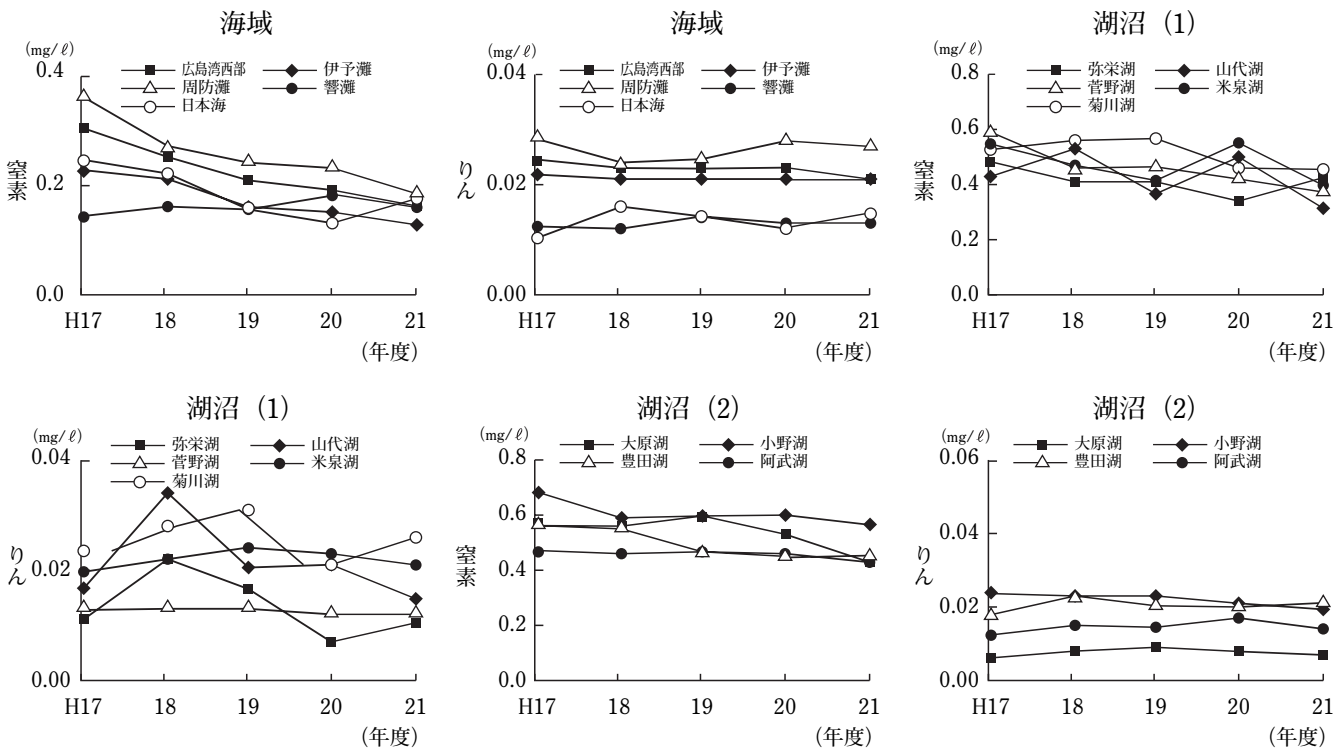 海域
(mg/ℓ)
広島湾西部 伊予灘
周防灘 響灘
日本海
窒素
0.4
0.2
0.0
H17 18 19 20 21
(年度)
海域
(mg/ℓ)
広島湾西部 伊予灘
周防灘 響灘
日本海
りん
0.04
0.02
0.00
H17 18 19 20 21
(年度)
湖沼 (1)
(mg/ℓ)
弥栄湖 山代湖
菅野湖 米泉湖
菊川湖
窒素
0.8
0.6
0.4
0.2
0.0
H17 18 19 20 21
(年度)
湖沼 (1)
(mg/ℓ)
弥栄湖 山代湖
菅野湖 米泉湖
菊川湖
りん
0.04
0.02
0.00
H17 18 19 20 21
(年度)
湖沼 (2)
(mg/ℓ)
大原湖 小野湖
豊田湖 阿武湖
窒素
0.8
0.6
0.4
0.2
0.0
H17 18 19 20 21
(年度)
湖沼 (2)
(mg/ℓ)
大原湖 小野湖
豊田湖 阿武湖
りん
0.06
0.04
0.02
0.00
H17 18 19 20 21
(年度)